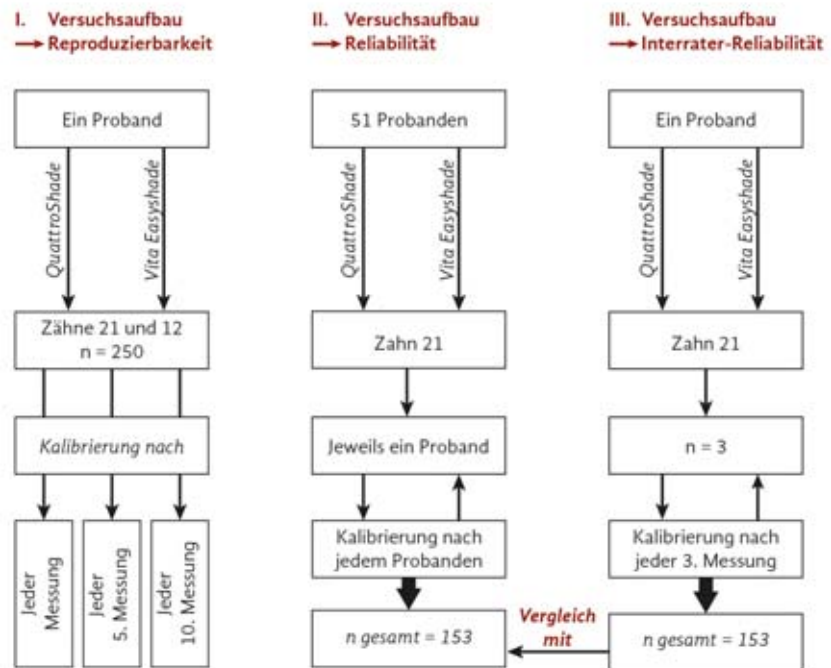 I. Versuchsaufbau
→ Reproduzierbarkeit
Ein Proband
QuattroShade
Vita Easyshade
Zähne 21 und 12
n = 250
Kalibrierung nach
Jeder
Messung
Jeder
5. Messung
Jeder
10. Messung
II. Versuchsaufbau
→ Reliabilität
51 Probanden
QuattroShade
Vita Easyshade
Zahn 21
Jeweils ein Proband
Kalibrierung nach
jedem Probanden
n gesamt = 153
III. Versuchsaufbau
→ Interrater-Reliabilität
Ein Proband
QuattroShade
Vita Easyshade
Zahn 21
n = 3
Kalibrierung nach
jeder 3. Messung
n gesamt = 153
Vergleich
mit